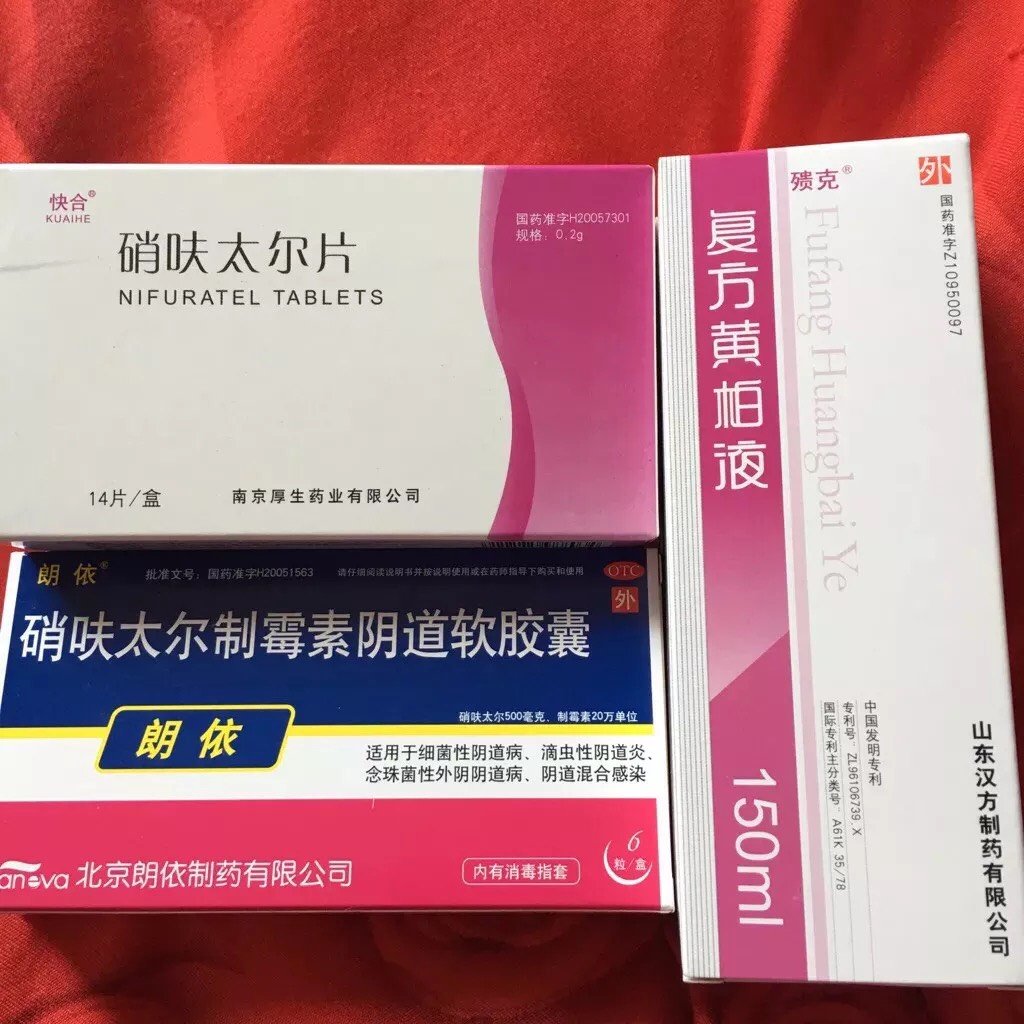 快合®
KUAIHE
硝呋太尔片
NIFURATEL TABLETS
国药准字H20057301
规格：0.2g
14片/盒
南京厚生药业有限公司
朗依®
批准文号：国药准字H20051563
请仔细阅读说明书并按说明使用或在药师指导下购买和使用
OTC
外
硝呋太尔制霉素阴道软胶囊
硝呋太尔500毫克、制霉素20万单位
朗依
适用于细菌性阴道病、滴虫性阴道炎、
念珠菌性外阴阴道病、阴道混合感染
anova 北京朗依制药有限公司
内有消毒指套
6
粒/盒
殨克®
外
国药准字Z10950097
复方黄柏液
Fufang Huangbai Ye
150ml
中国发明专利
专利号：ZL96106739.X
国际专利主分类号：A61K 35/78
山东汉方制药有限公司